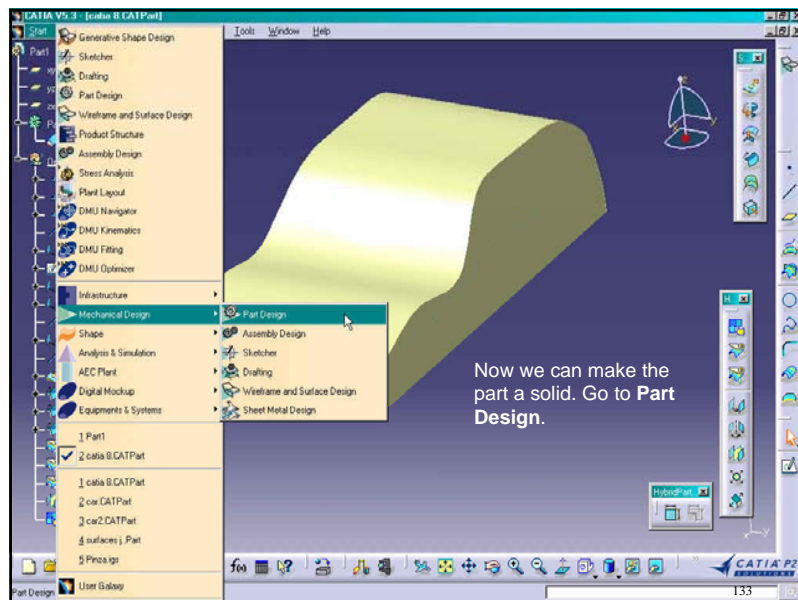 CATIA V5.3 - [catia 8.CATPart]
Start Tools Window Help
Part1
Generative Shape Design
Sketcher
Drafting
Part Design
Wireframe and Surface Design
Product Structure
Assembly Design
Stress Analysis
Plant Layout
DMU Navigator
DMU Kinematics
DMU Fitting
DMU Optimizer
Infrastructure
Mechanical Design
Shape
Analysis & Simulation
AEC Plant
Digital Mockup
Equipments & Systems
1 Part1
2 catia 8.CATPart
1 catia 8.CATPart
2 car.CATPart
3 car2.CATPart
4 surfaces j..Part
5 Pinza.igs
User Galaxy
Part Design
Assembly Design
Sketcher
Drafting
Wireframe and Surface Design
Sheet Metal Design
Now we can make the
part a solid. Go to Part
Design.
HybridPart
f(x)
CATIA P2
SOLUTIONS
Part Design
133